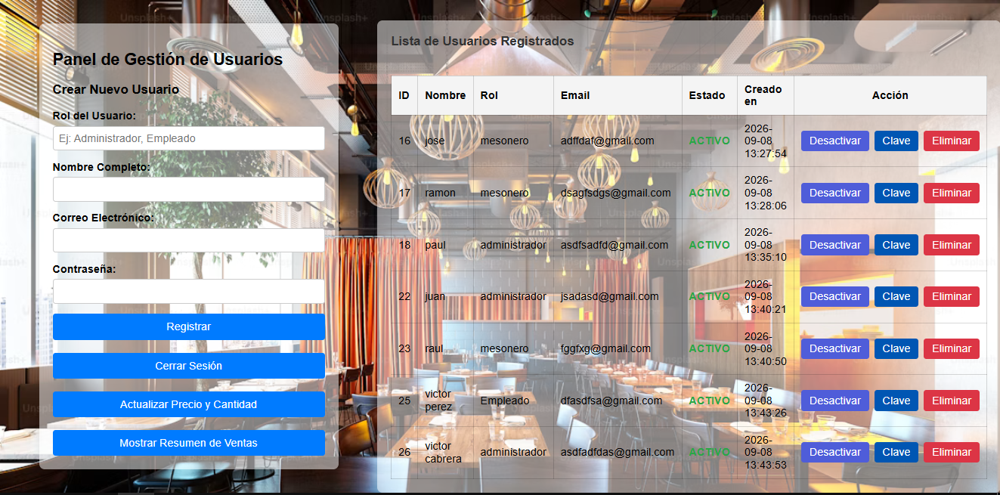 Panel de Gestión de Usuarios
Crear Nuevo Usuario
Rol del Usuario:
Ej: Administrador, Empleado
Nombre Completo:
Correo Electrónico:
Contraseña:
Registrar
Cerrar Sesión
Actualizar Precio y Cantidad
Mostrar Resumen de Ventas
Lista de Usuarios Registrados
ID Nombre Rol Email Estado Creado en Acción
16 jose mesonero adffdaf@gmail.com ACTIVO 2026-09-08 13:27:54 Desactivar Clave Eliminar
17 ramon mesonero dsagfsdgs@gmail.com ACTIVO 2026-09-08 13:28:06 Desactivar Clave Eliminar
18 paul administrador asdfsadfd@gmail.com ACTIVO 2026-09-08 13:35:10 Desactivar Clave Eliminar
22 juan administrador jsadasd@gmail.com ACTIVO 2026-09-08 13:40:21 Desactivar Clave Eliminar
23 raul mesonero fggfxg@gmail.com ACTIVO 2026-09-08 13:40:50 Desactivar Clave Eliminar
25 victor perez Empleado dfasdfsa@gmail.com ACTIVO 2026-09-08 13:43:26 Desactivar Clave Eliminar
26 victor cabrera administrador asdfadfdas@gmail.com ACTIVO 2026-09-08 13:43:53 Desactivar Clave Eliminar
Unsplash+